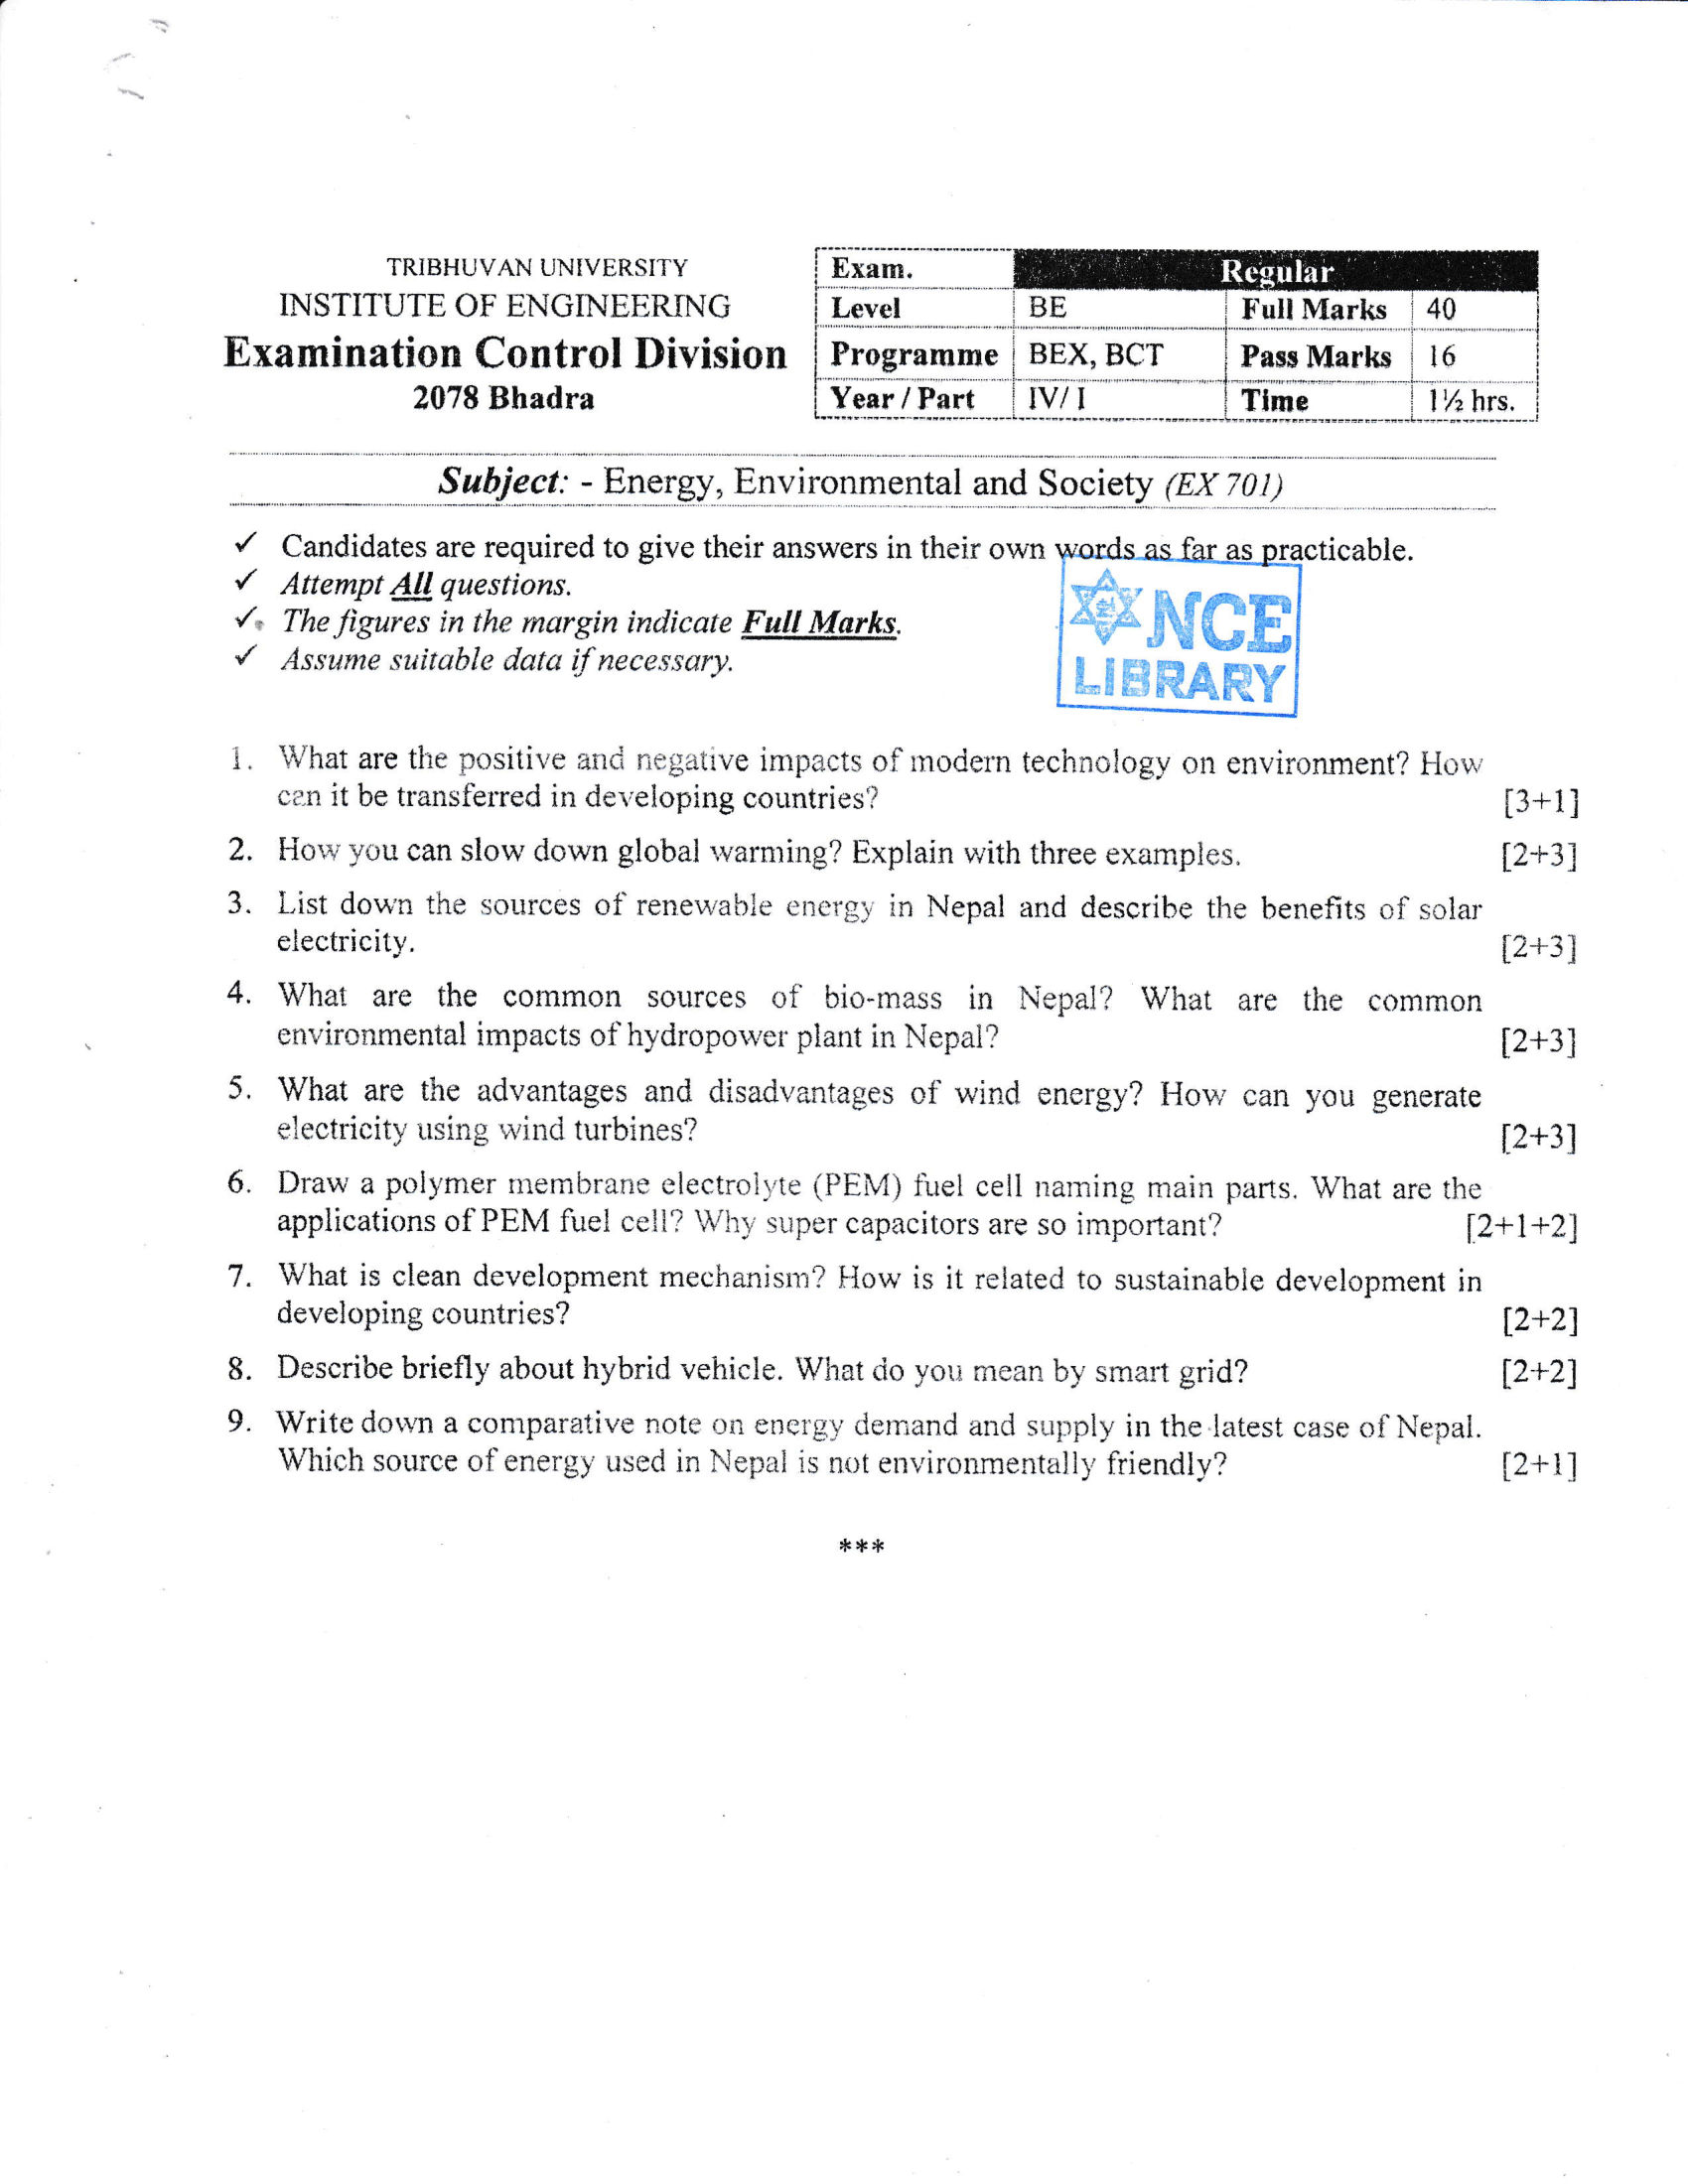 TRIBHUVAN UNIVERSITY
INSTITUTE OF ENGINEERING
Examination Control Division
2078 Bhadra
Exam. Regular
Level BE Full Marks 40
Programme BEX, BCT Pass Marks 16
Year / Part IV/ I Time 1½ hrs.
Subject: - Energy, Environmental and Society (EX 701)
✓ Candidates are required to give their answers in their own words as far as practicable.
✓ Attempt All questions.
✓ The figures in the margin indicate Full Marks.
✓ Assume suitable data if necessary.
NCE
LIBRARY
1. What are the positive and negative impacts of modern technology on environment? How
can it be transferred in developing countries? [3+1]
2. How you can slow down global warming? Explain with three examples. [2+3]
3. List down the sources of renewable energy in Nepal and describe the benefits of solar
electricity. [2+3]
4. What are the common sources of bio-mass in Nepal? What are the common
environmental impacts of hydropower plant in Nepal? [2+3]
5. What are the advantages and disadvantages of wind energy? How can you generate
electricity using wind turbines? [2+3]
6. Draw a polymer membrane electrolyte (PEM) fuel cell naming main parts. What are the
applications of PEM fuel cell? Why super capacitors are so important? [2+1+2]
7. What is clean development mechanism? How is it related to sustainable development in
developing countries? [2+2]
8. Describe briefly about hybrid vehicle. What do you mean by smart grid? [2+2]
9. Write down a comparative note on energy demand and supply in the latest case of Nepal.
Which source of energy used in Nepal is not environmentally friendly? [2+1]
***